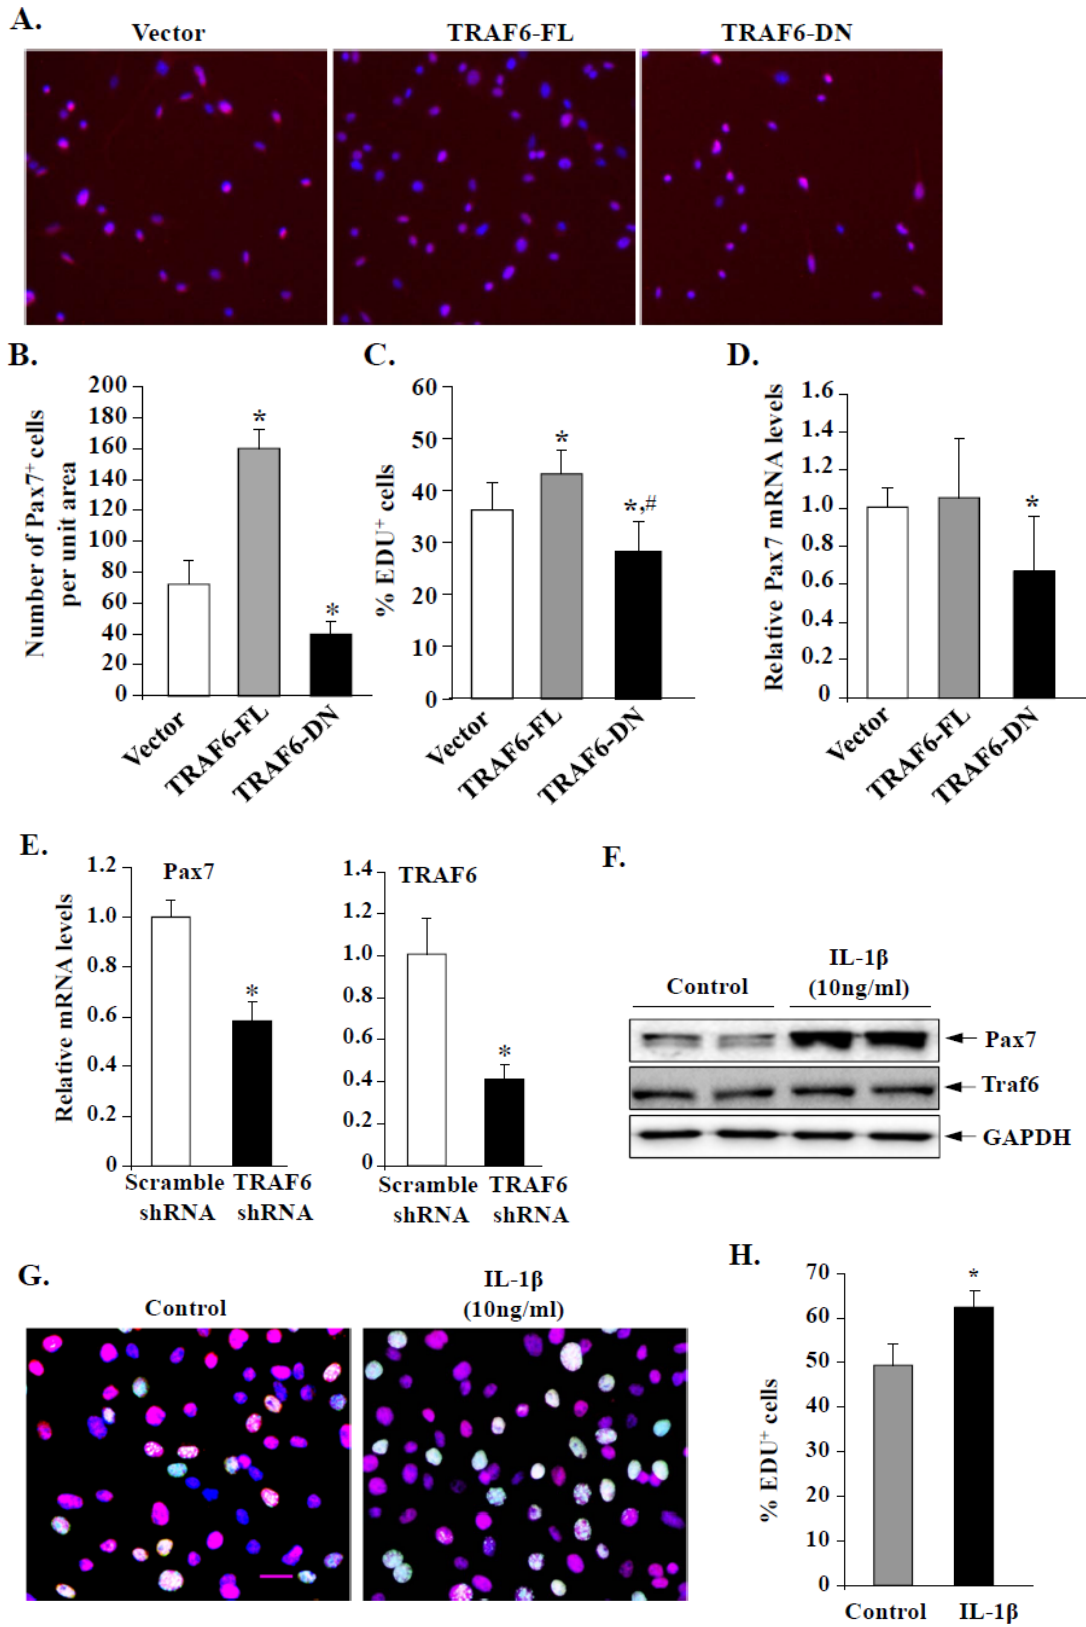 A.
Vector TRAF6-FL TRAF6-DN
B.
Number of Pax7+ cells
per unit area
200
180
160
140
120
100
80
60
40
20
0
*
*
Vector TRAF6-FL TRAF6-DN
C.
% EDU+ cells
60
50
40
30
20
10
0
*
*,#
Vector TRAF6-FL TRAF6-DN
D.
Relative Pax7 mRNA levels
1.6
1.4
1.2
1.0
0.8
0.6
0.4
0.2
0
*
Vector TRAF6-FL TRAF6-DN
E.
Relative mRNA levels
Pax7
1.2
1.0
0.8
0.6
0.4
0.2
0
*
Scramble TRAF6
shRNA shRNA
TRAF6
1.4
1.2
1.0
0.8
0.6
0.4
0.2
0
*
Scramble TRAF6
shRNA shRNA
F.
IL-1β
Control (10ng/ml)
Pax7
Traf6
GAPDH
G.
Control
IL-1β
(10ng/ml)
H.
% EDU+ cells
70
60
50
40
30
20
10
0
*
Control IL-1β